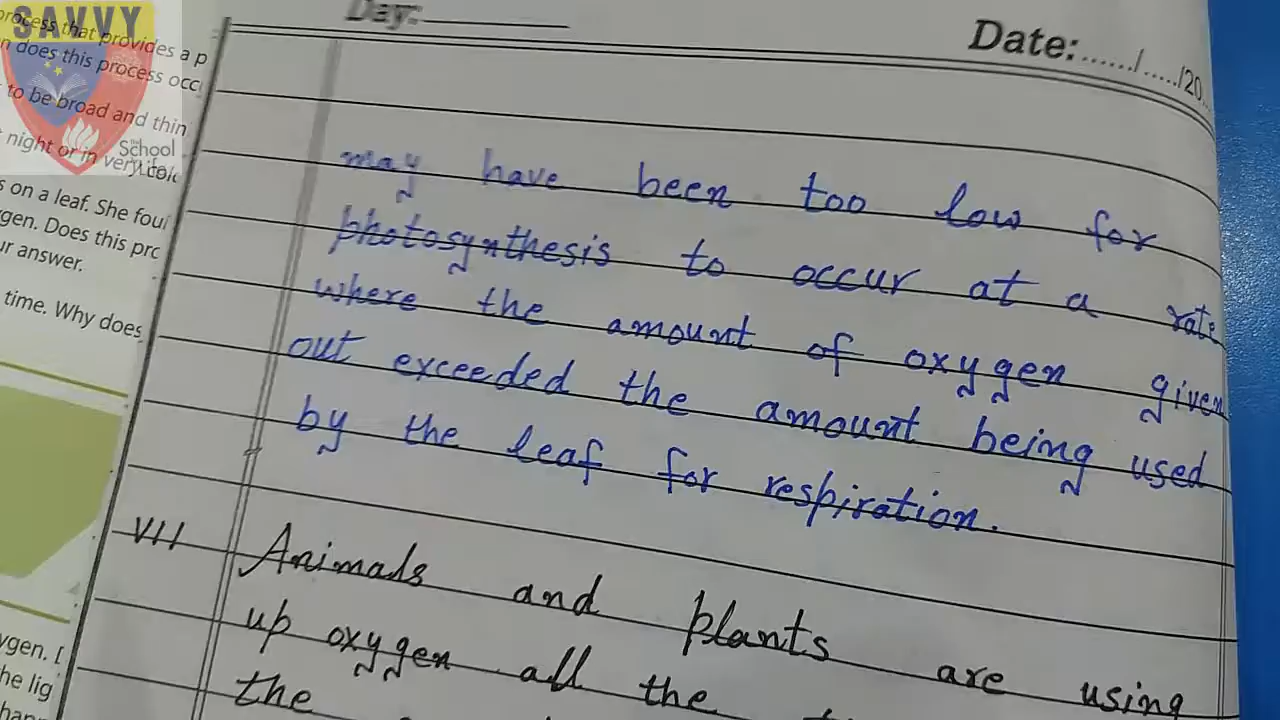 SAVVY
School
process that provides a p
n does this process occ
to be broad and thin
night or in very
s on a leaf. She foul
gen. Does this pro
ur answer.
time. Why does
ygen.
he lig
Day:
Date: ....../ ...../20
may have been too low for
photosynthesis to occur at a rate
where the amount of oxygen given
out exceeded the amount being used
by the leaf for respiration.
VII Animals and plants are using
up oxygen all the
the